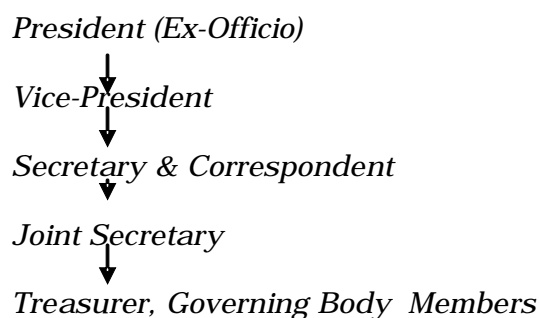 President (Ex-Officio)
Vice-President
Secretary & Correspondent
Joint Secretary
Treasurer, Governing Body Members